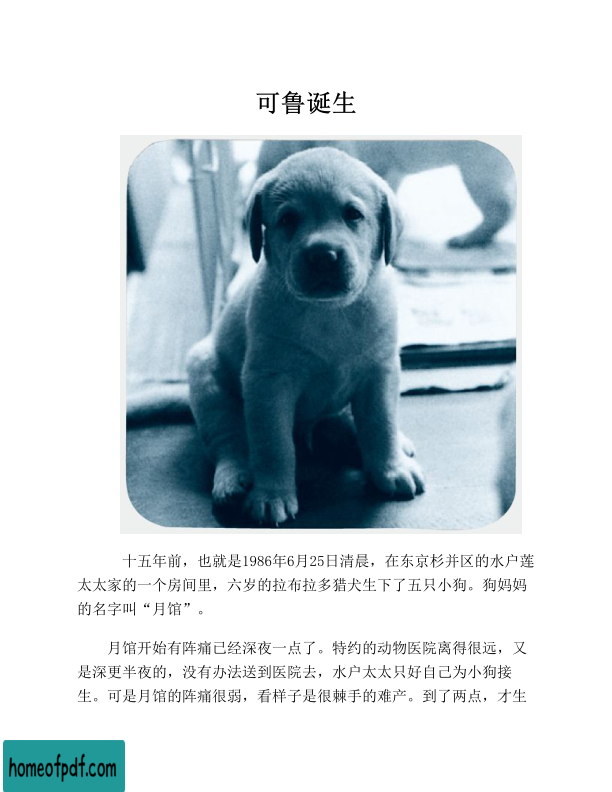 可鲁诞生
十五年前，也就是1986年6月25日清晨，在东京杉并区的水户莲
太太家的一个房间里，六岁的拉布拉多猎犬生下了五只小狗。狗妈妈
的名字叫“月馆”。
月馆开始有阵痛已经深夜一点了。特约的动物医院离得很远，又
是深更半夜的，没有办法送到医院去，水户太太只好自己为小狗接
生。可是月馆的阵痛很弱，看样子是很棘手的难产。到了两点，才生
homeofpdf.com